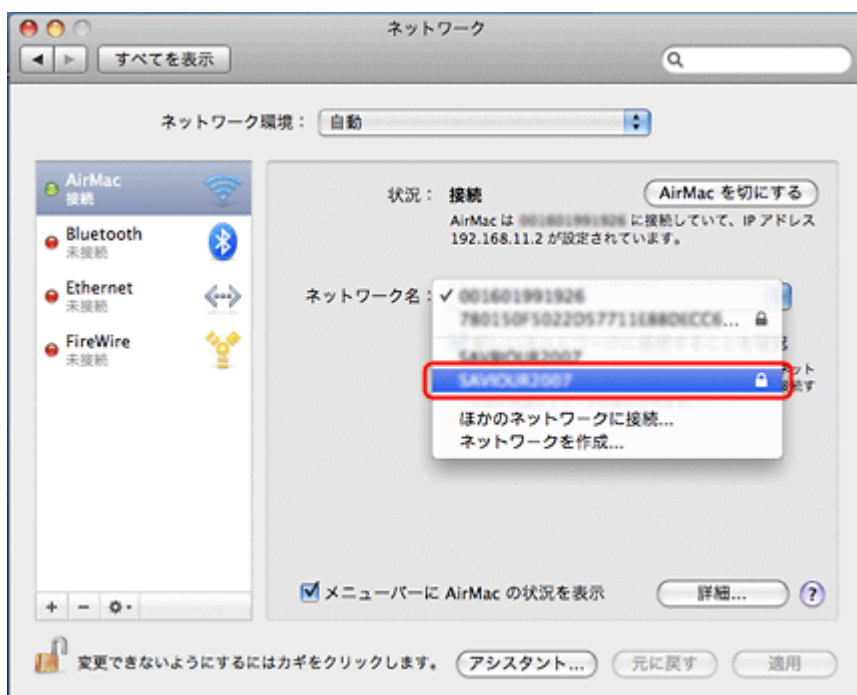 ネットワーク
すべてを表示
ネットワーク環境： 自動
AirMac
接続
Bluetooth
未接続
Ethernet
未接続
FireWire
未接続
状況： 接続
AirMac を切にする
AirMac は に接続していて、IP アドレス
192.168.11.2 が設定されています。
ネットワーク名：
ほかのネットワークに接続...
ネットワークを作成...
メニューバーに AirMac の状況を表示
詳細...
?
変更できないようにするにはカギをクリックします。
アシスタント...
元に戻す
適用